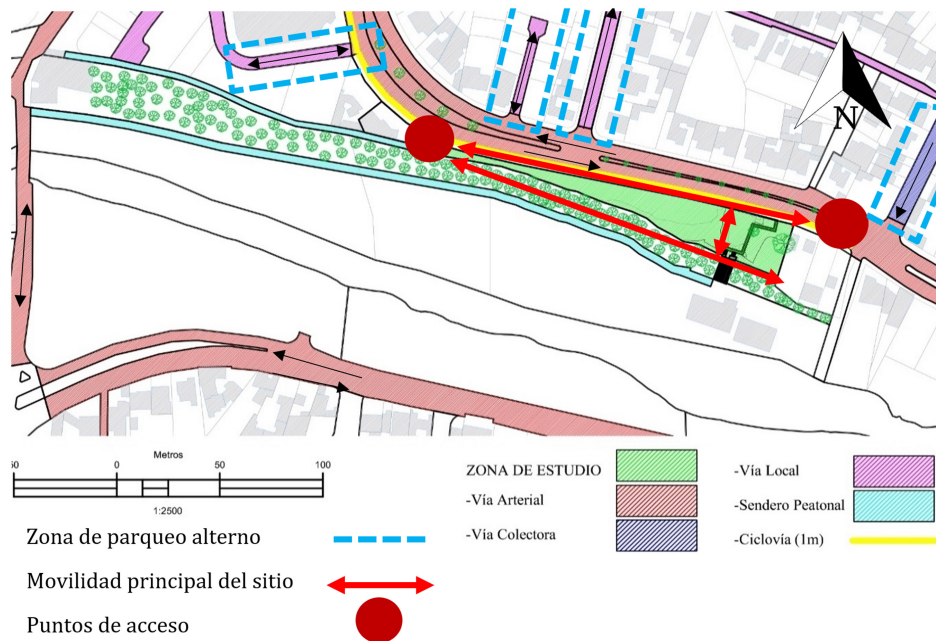 N
Metros
50 0 50 100
1:2500
ZONA DE ESTUDIO
-Vía Arterial
-Vía Colectora
-Vía Local
-Sendero Peatonal
-Ciclovía (1m)
Zona de parqueo alterno
Movilidad principal del sitio
Puntos de acceso